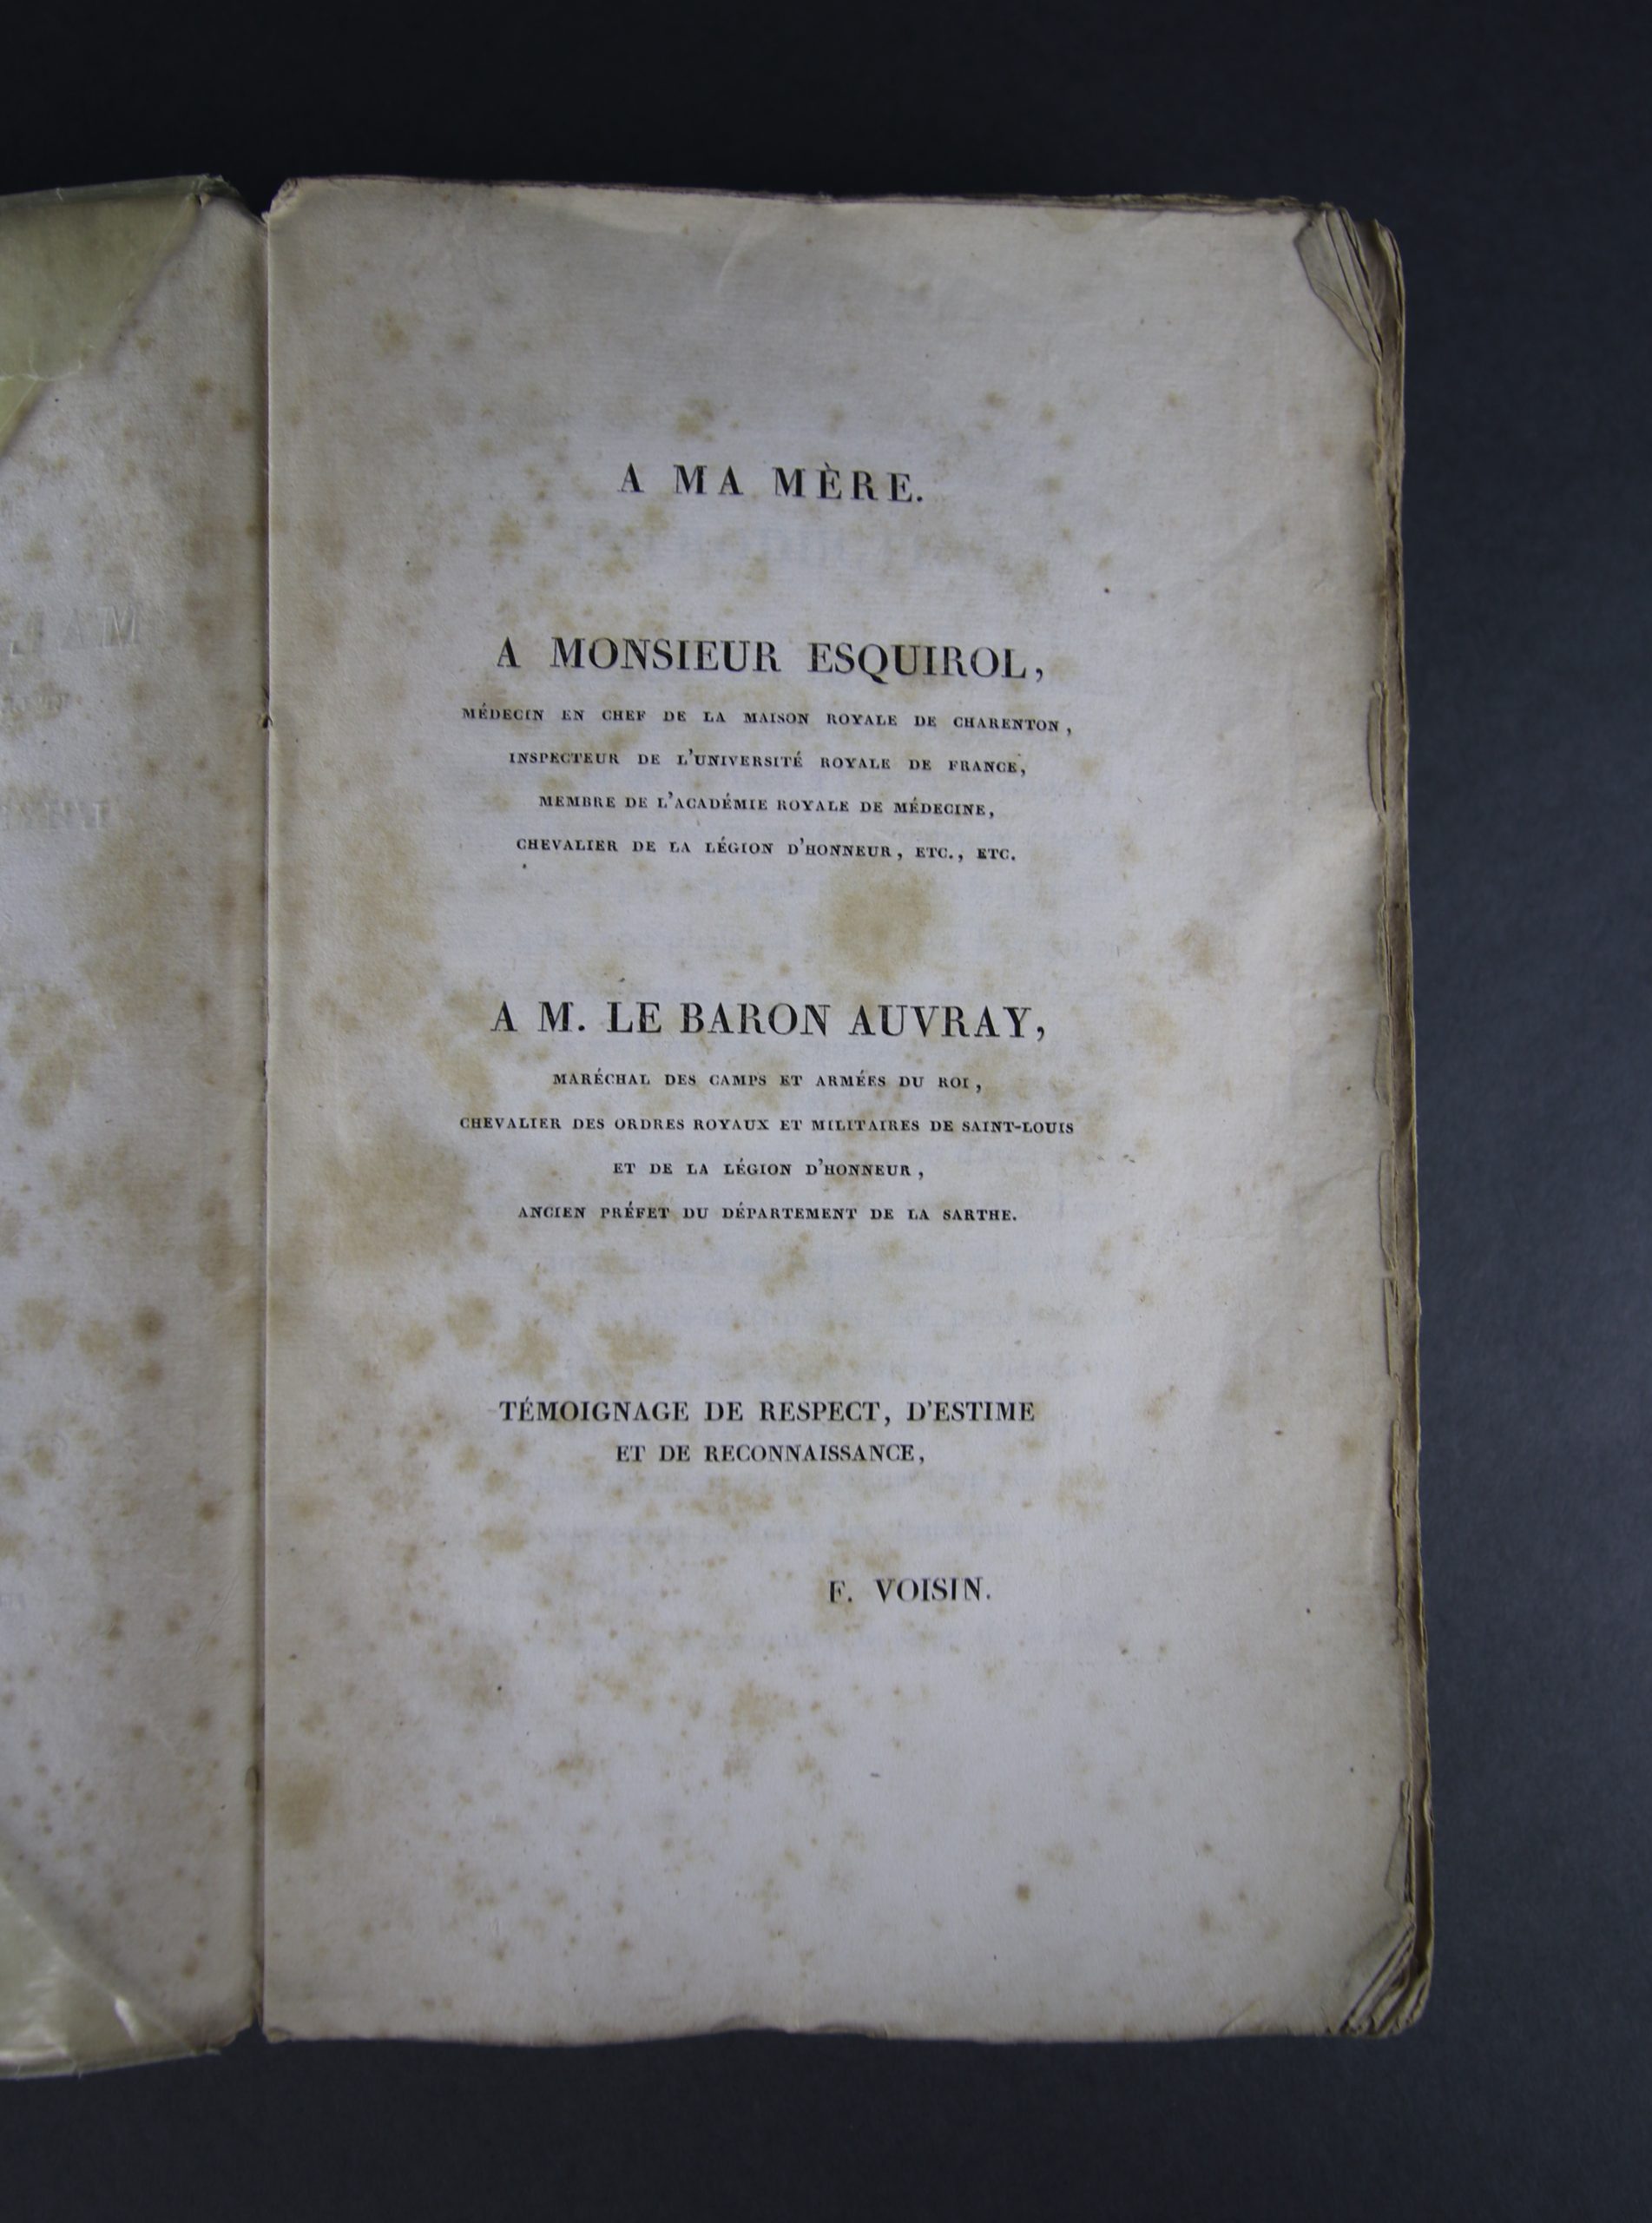 A MA MÈRE.
A MONSIEUR ESQUIROL,
MÉDECIN EN CHEF DE LA MAISON ROYALE DE CHARENTON,
INSPECTEUR DE L'UNIVERSITÉ ROYALE DE FRANCE,
MEMBRE DE L'ACADÉMIE ROYALE DE MÉDECINE,
CHEVALIER DE LA LÉGION D'HONNEUR, ETC., ETC.
A M. LE BARON AUVRAY,
MARÉCHAL DES CAMPS ET ARMÉES DU ROI,
CHEVALIER DES ORDRES ROYAUX ET MILITAIRES DE SAINT-LOUIS
ET DE LA LÉGION D'HONNEUR,
ANCIEN PRÉFET DU DÉPARTEMENT DE LA SARTHE.
TÉMOIGNAGE DE RESPECT, D'ESTIME
ET DE RECONNAISSANCE,
F. VOISIN.